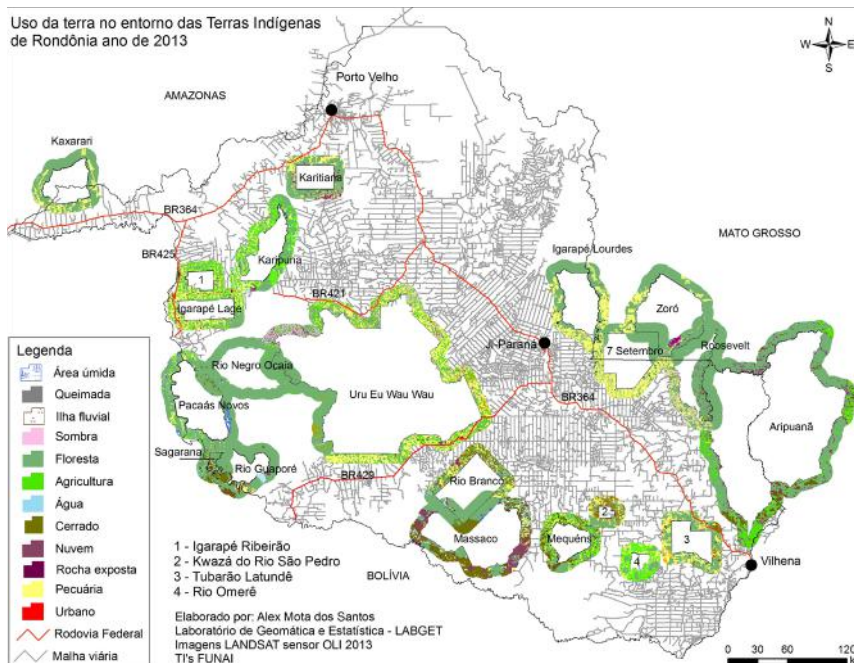 Uso da terra no entorno das Terras Indígenas
de Rondônia ano de 2013
N
W E
S
Porto Velho
AMAZONAS
Kaxarari
Karitiana
BR364
MATO GROSSO
BR425
Karipuna
Igarapé Lourdes
1
BR421
Zoró
Igarapé Lage
Ji-Paraná
7 Setembro
Roosevelt
Legenda
Área úmida
Queimada
Ilha fluvial
Sombra
Floresta
Agricultura
Água
Cerrado
Nuvem
Rocha exposta
Pecuária
Urbano
Rodovia Federal
Malha viária
Rio Negro Ocaia
Uru Eu Wau Wau
BR364
Pacaás Novos
Aripuanã
Sagarana
Rio Guaporé
BR429
Rio Branco
2
Massaco
Mequéns
3
4
Vilhena
BOLÍVIA
1 - Igarapé Ribeirão
2 - Kwazá do Rio São Pedro
3 - Tubarão Latundê
4 - Rio Omerê
Elaborado por: Alex Mota dos Santos
Laboratório de Geomática e Estatística - LABGET
Imagens LANDSAT sensor OLI 2013
TI's FUNAI
0 30 60 120